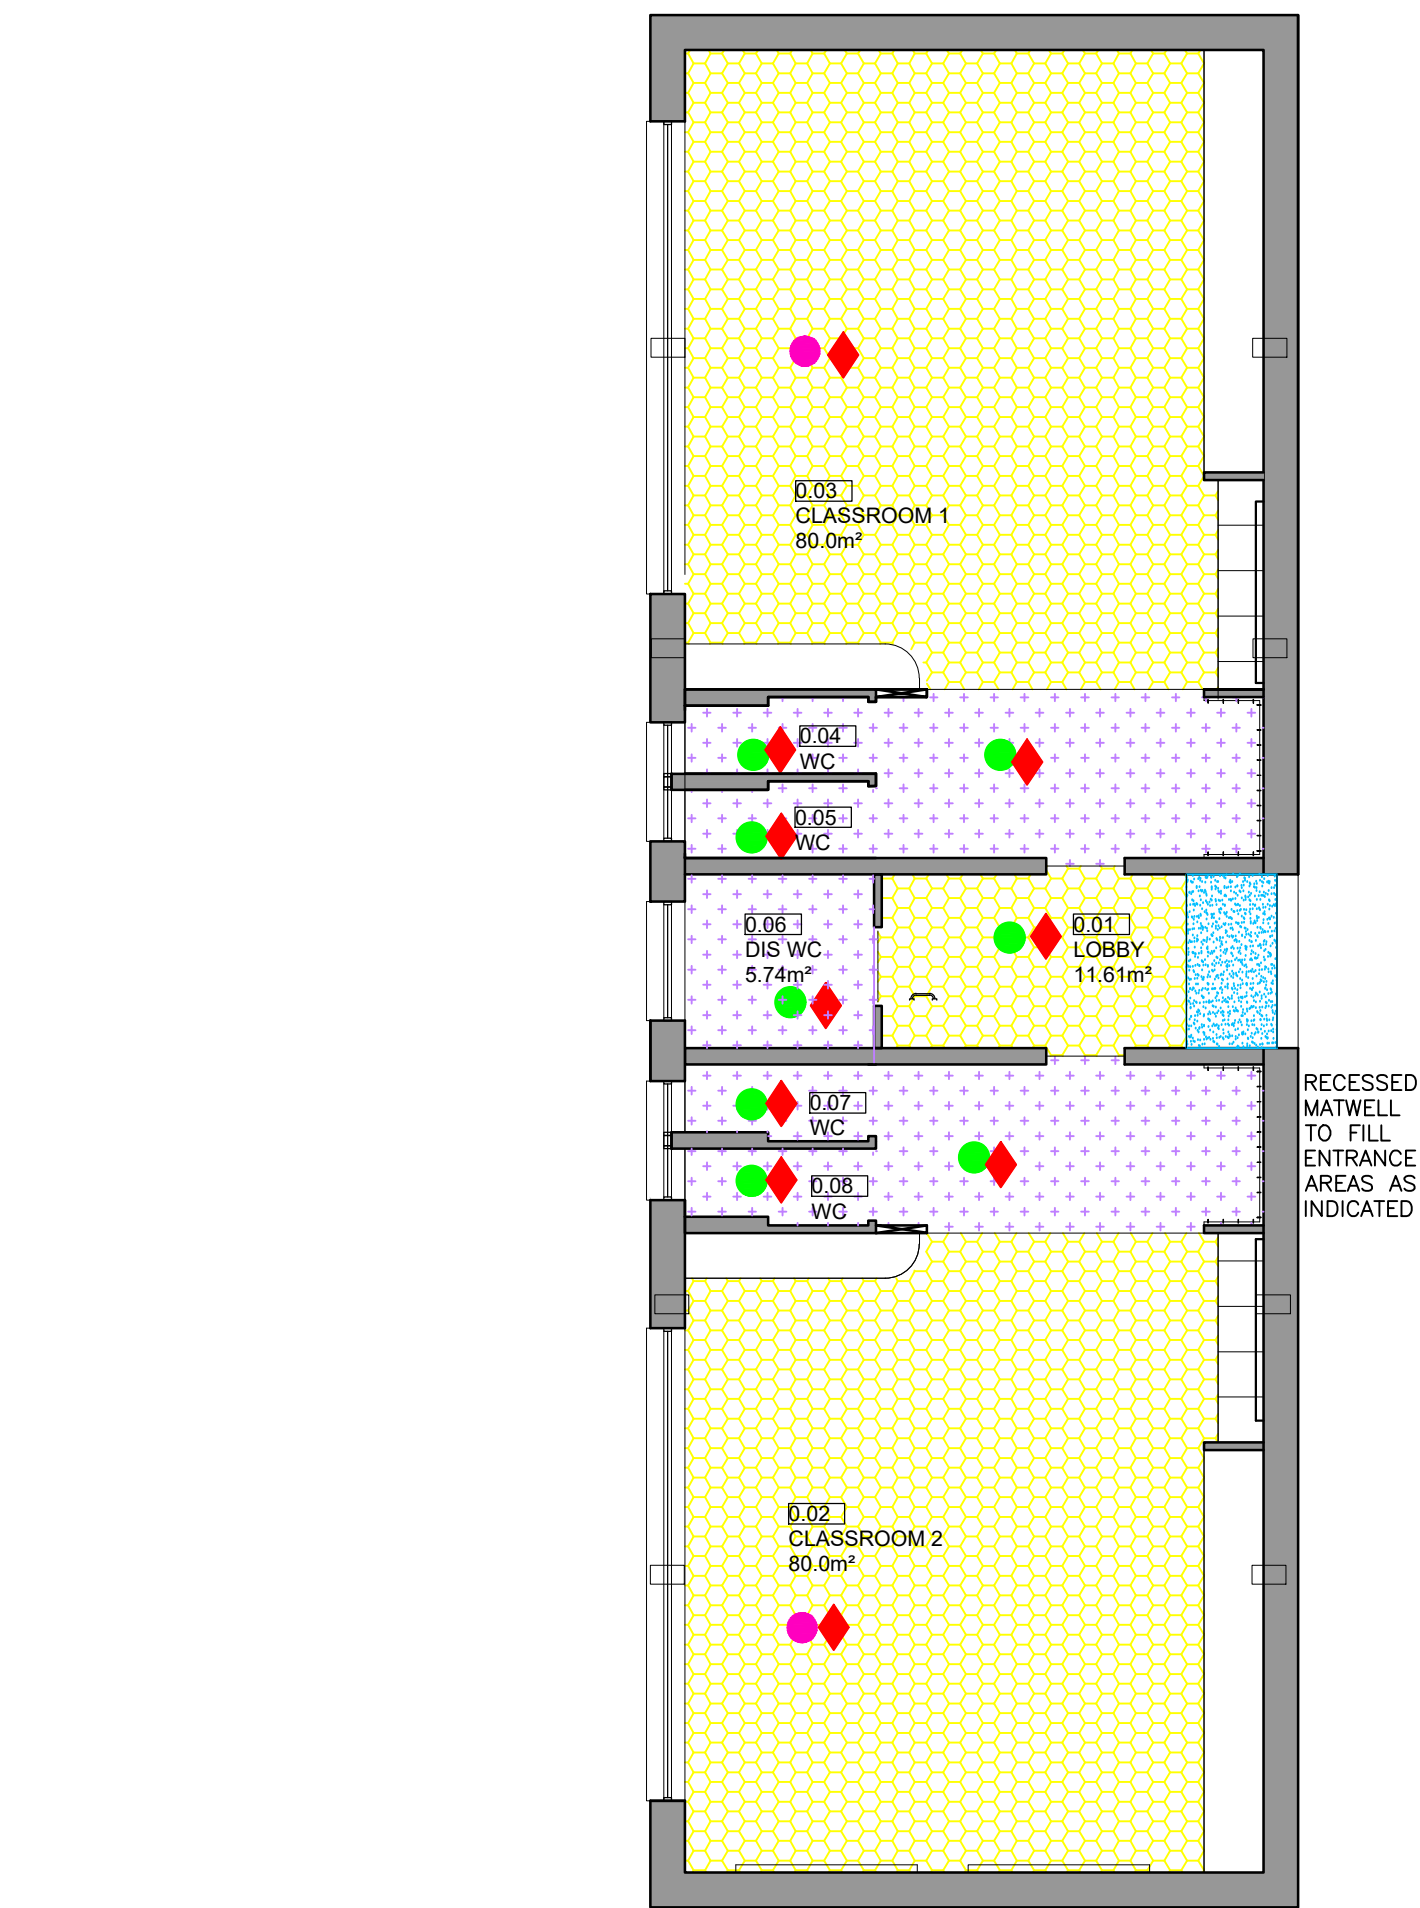 0.03
CLASSROOM 1
80.0m²
0.04
WC
0.05
WC
0.06
DIS WC
5.74m²
0.01
LOBBY
11.61m²
0.07
WC
0.08
WC
RECESSED
MATWELL
TO FILL
ENTRANCE
AREAS AS
INDICATED
0.02
CLASSROOM 2
80.0m²